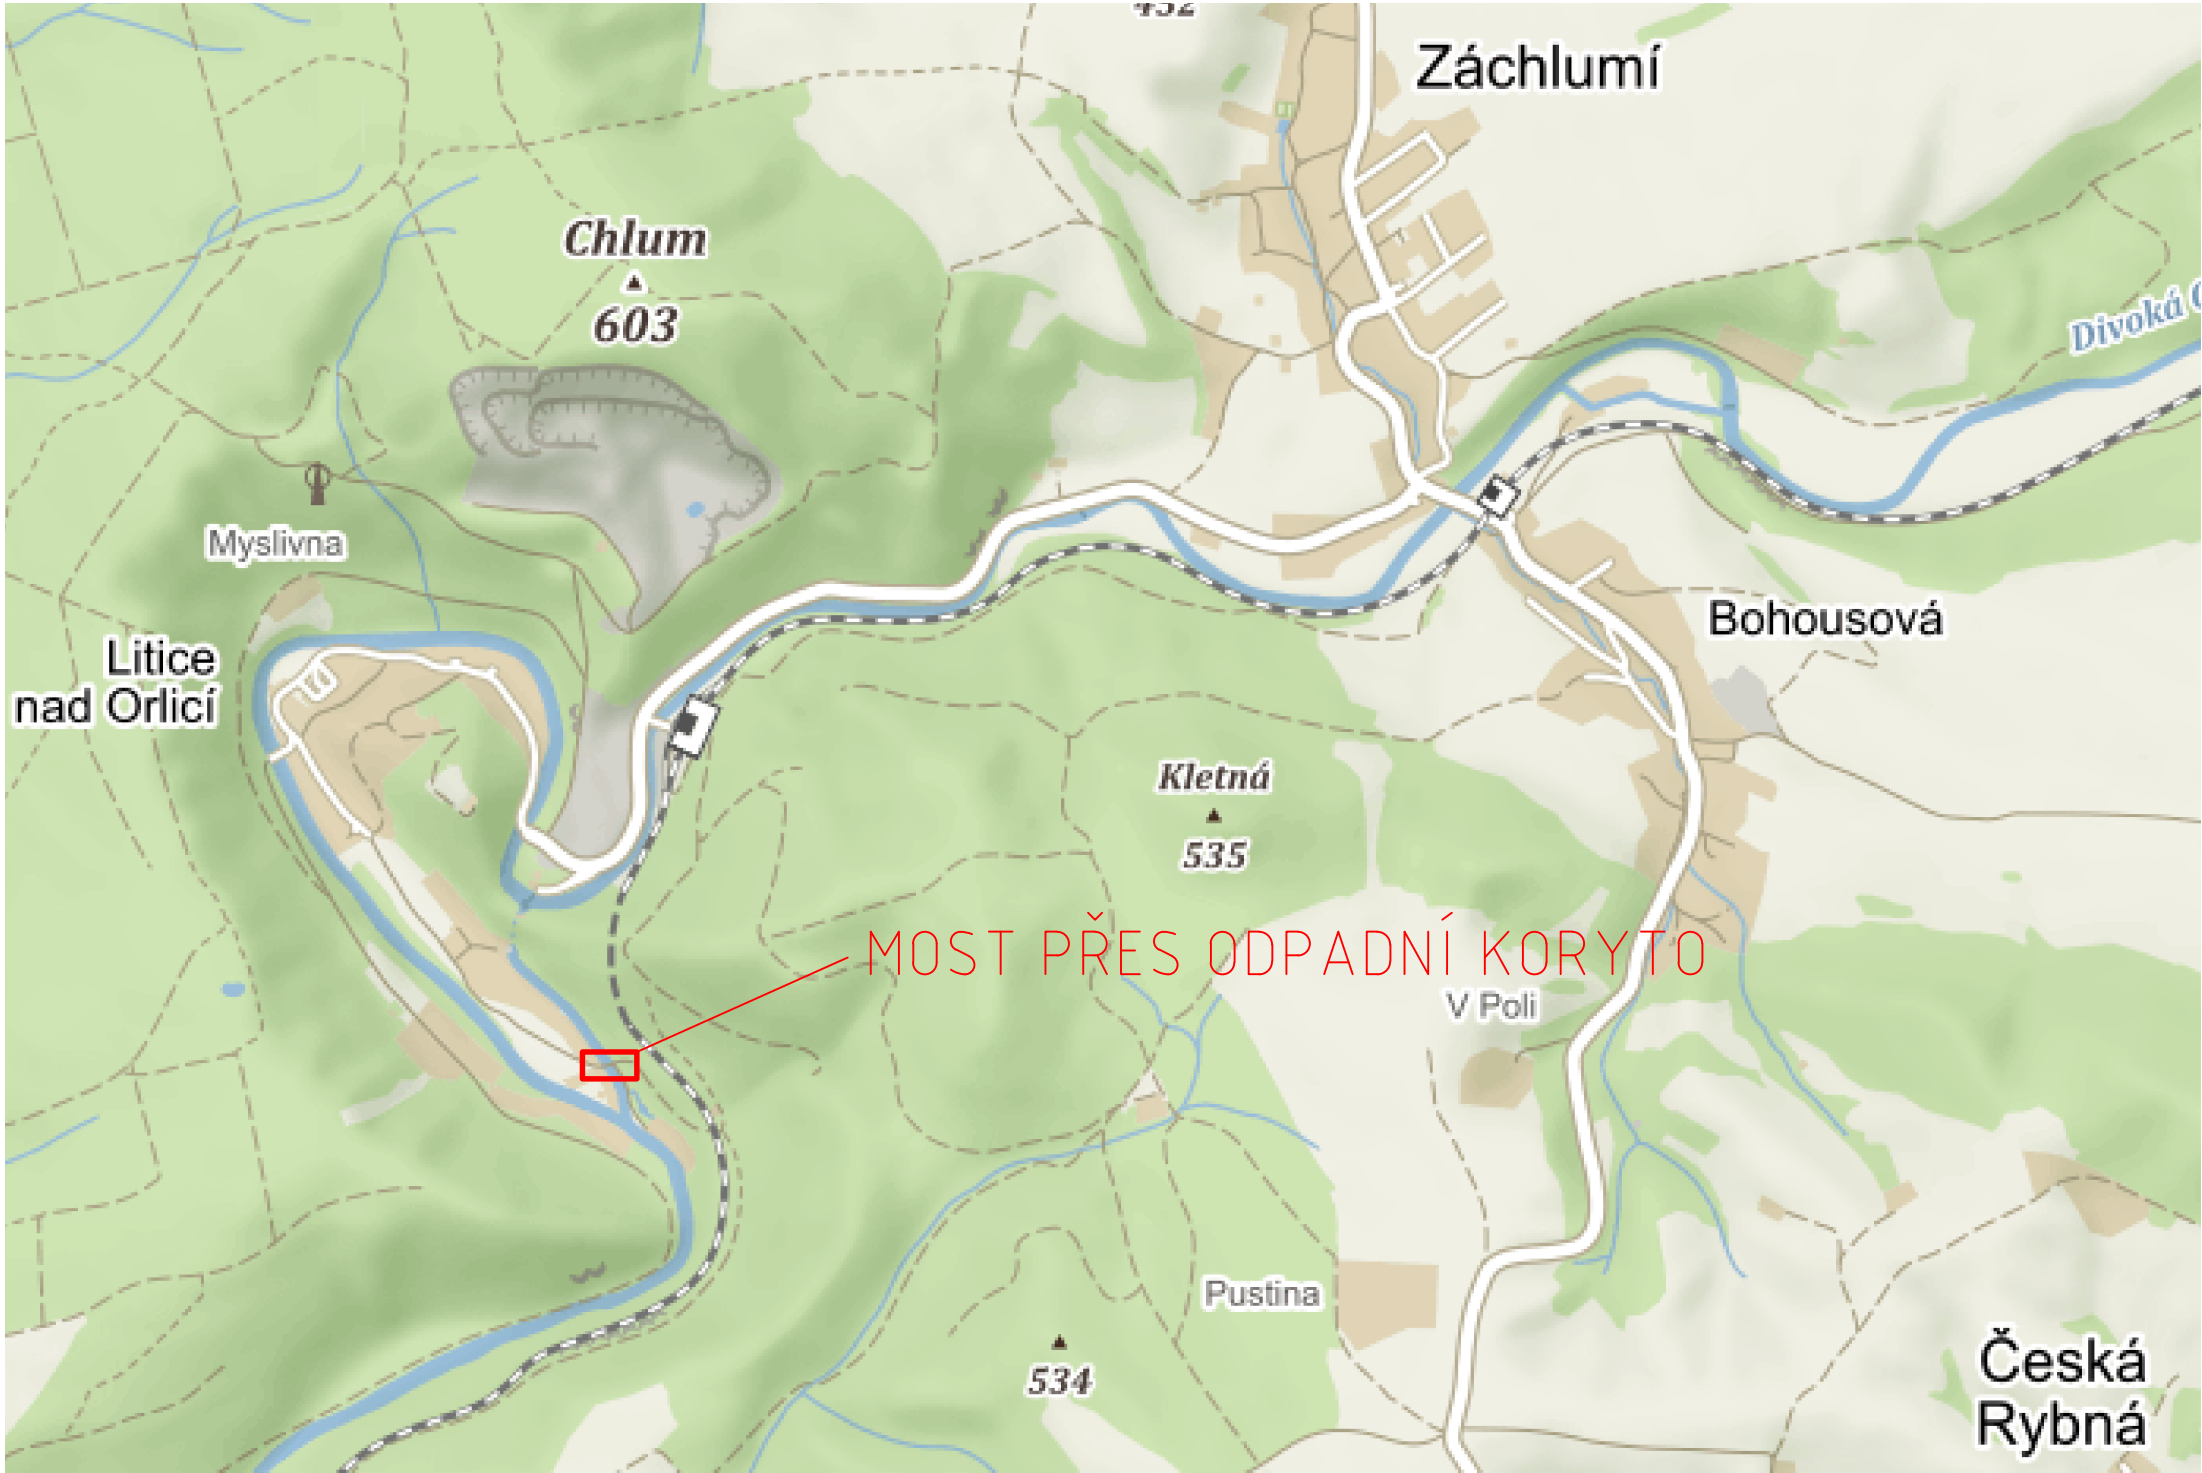 452
Záchlumí
Chlum
603
Divoká
Myslivna
Bohousová
Litice
nad Orlicí
Kletná
535
MOST PŘES ODPADNÍ KORYTO
V Poli
Pustina
534
Česká
Rybná